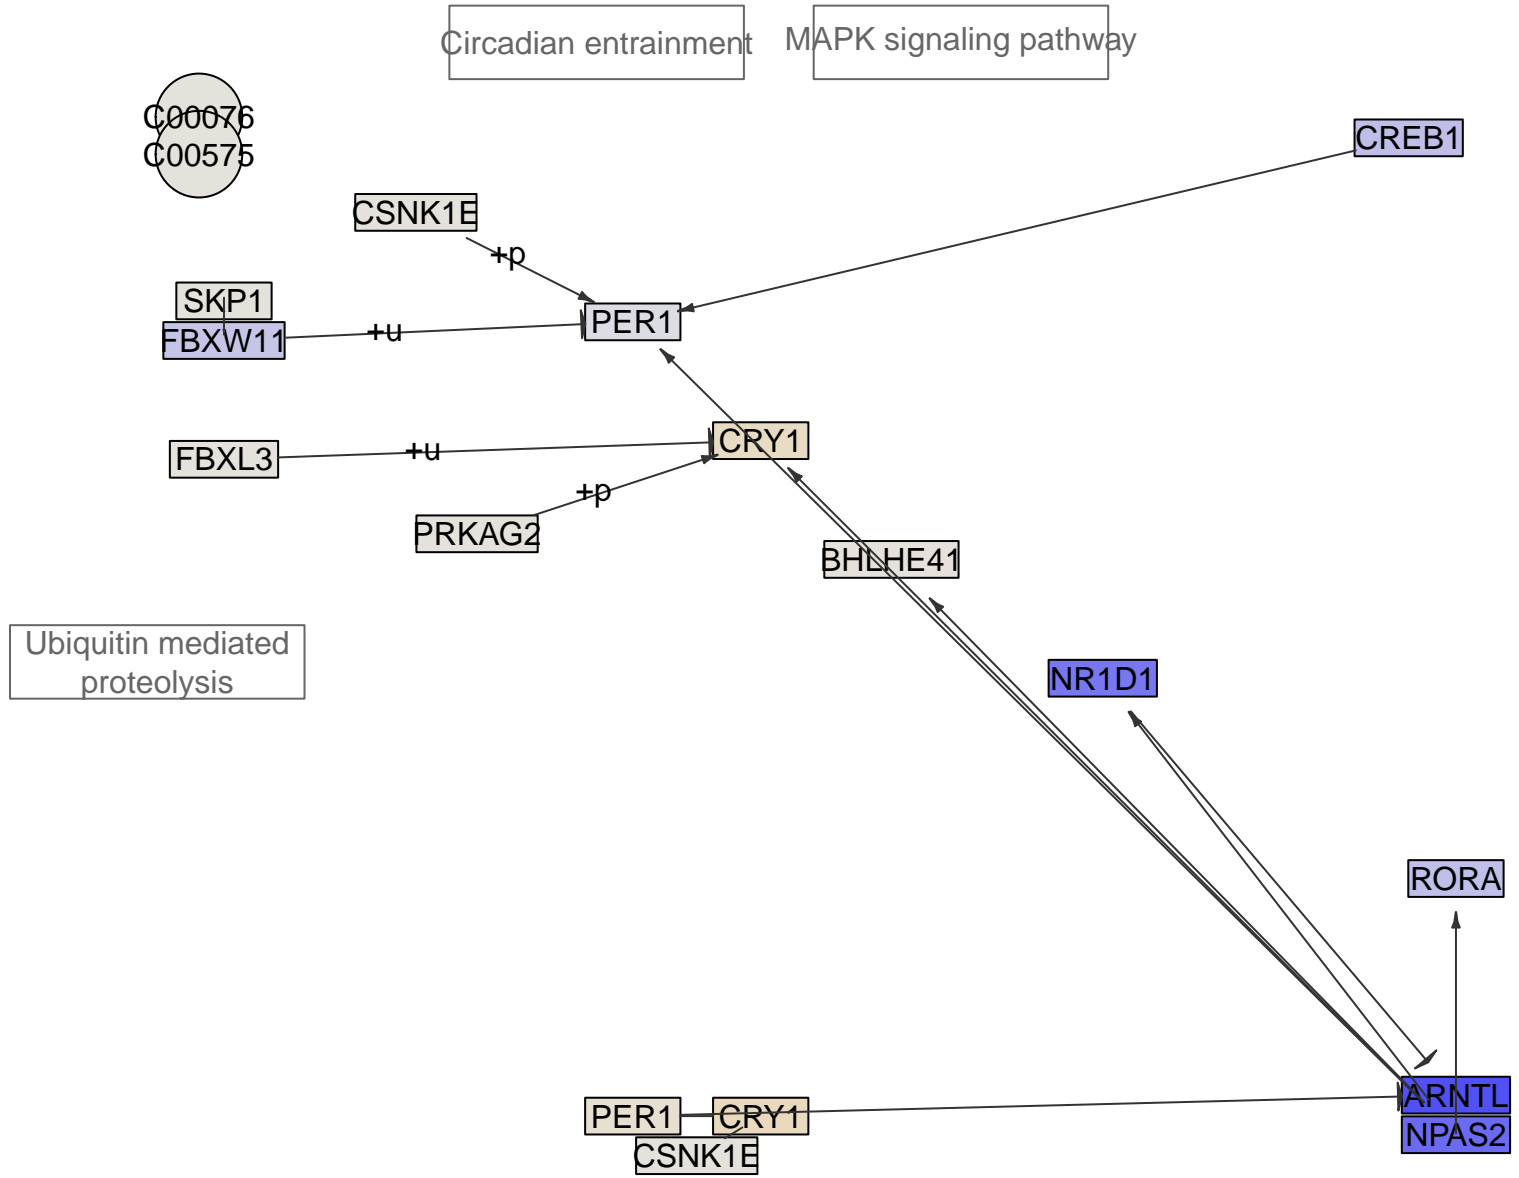 Circadian entrainment
MAPK signaling pathway
C00076
C00575
CREB1
CSNK1E
+p
SKP1
FBXW11
+u
PER1
FBXL3
+u
CRY1
+p
PRKAG2
BHLHE41
Ubiquitin mediated
proteolysis
NR1D1
RORA
PER1
CRY1
CSNK1E
ARNTL
NPAS2